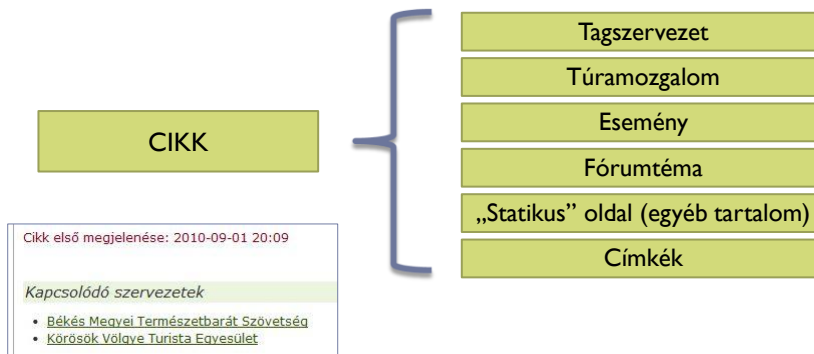 CIKK
Tagszervezet
Túramozgalom
Esemény
Fórumtéma
„Statikus” oldal (egyéb tartalom)
Címkék
Cikk első megjelenése: 2010-09-01 20:09
Kapcsolódó szervezetek
Békés Megyei Természetbarát Szövetség
Körösök Völgye Turista Egyesület